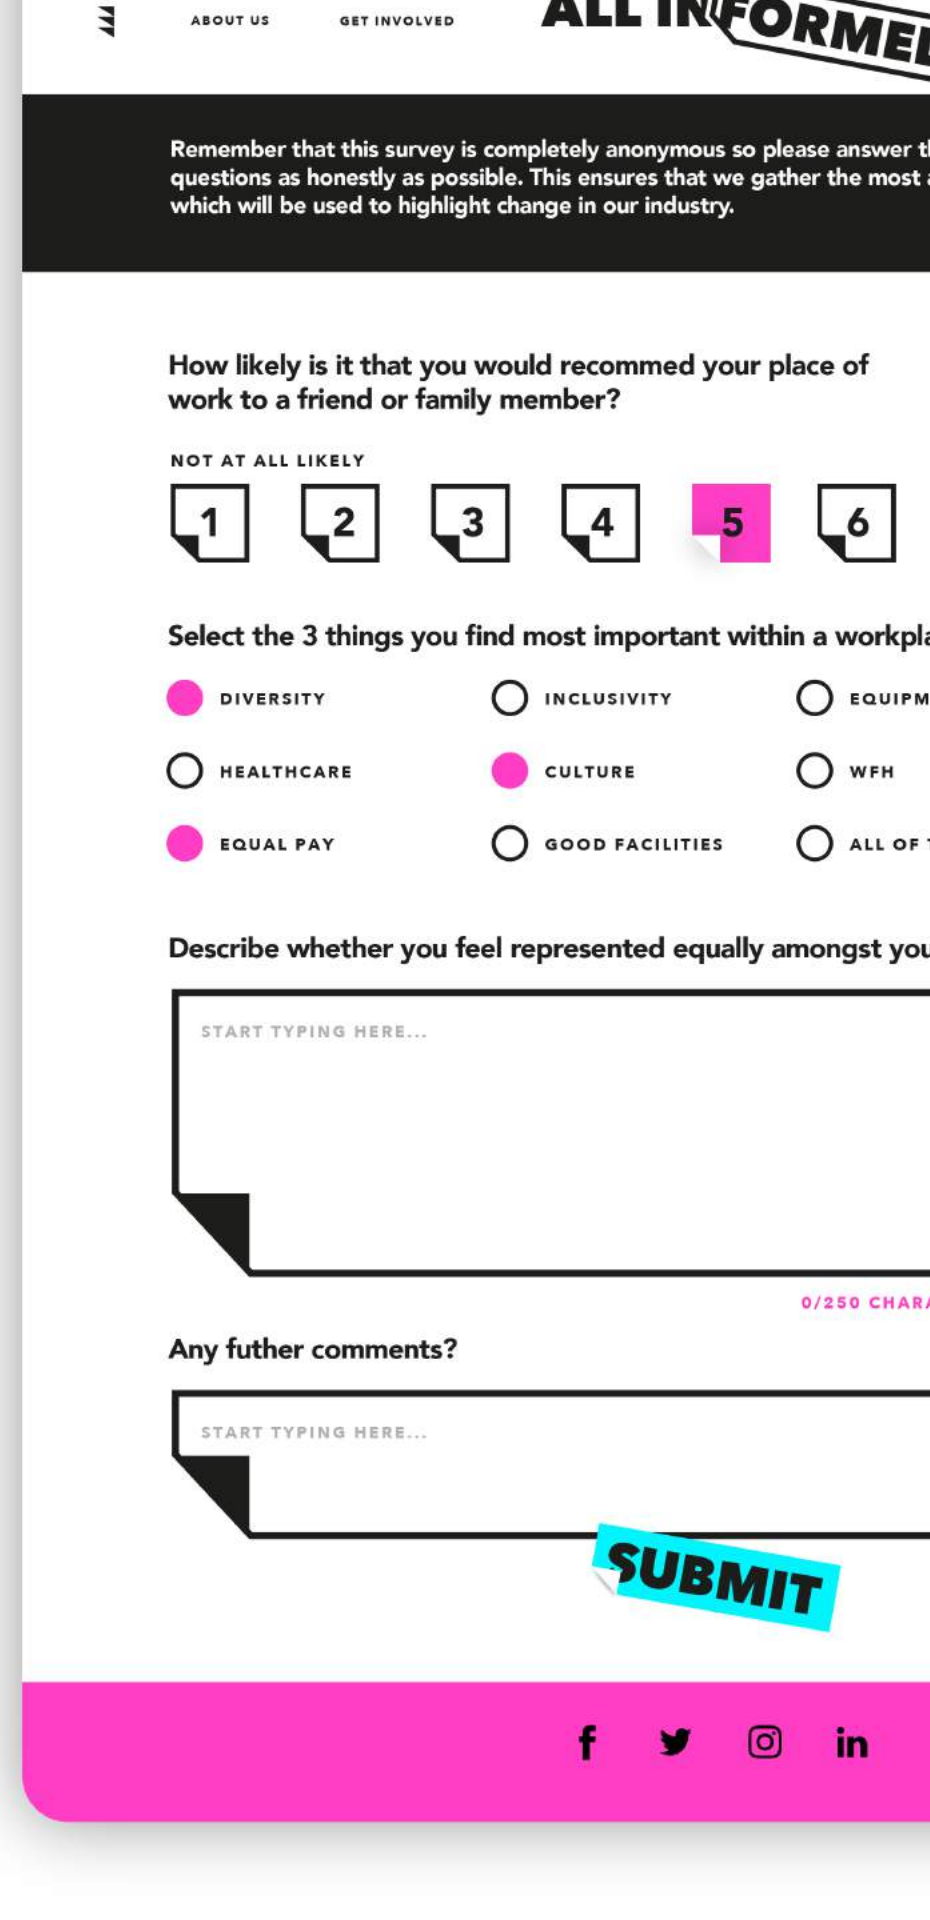 ABOUT US GET INVOLVED ALL INFORMED
Remember that this survey is completely anonymous so please answer
questions as honestly as possible. This ensures that we gather the most
which will be used to highlight change in our industry.
How likely is it that you would recommed your place of
work to a friend or family member?
NOT AT ALL LIKELY
1 2 3 4 5 6
Select the 3 things you find most important within a
DIVERSITY INCLUSIVITY
HEALTHCARE CULTURE WFH
EQUAL PAY GOOD FACILITIES ALL OF
Describe whether you feel represented equally amongst
START TYPING HERE...
0/250
Any futher comments?
START TYPING HERE...
SUBMIT